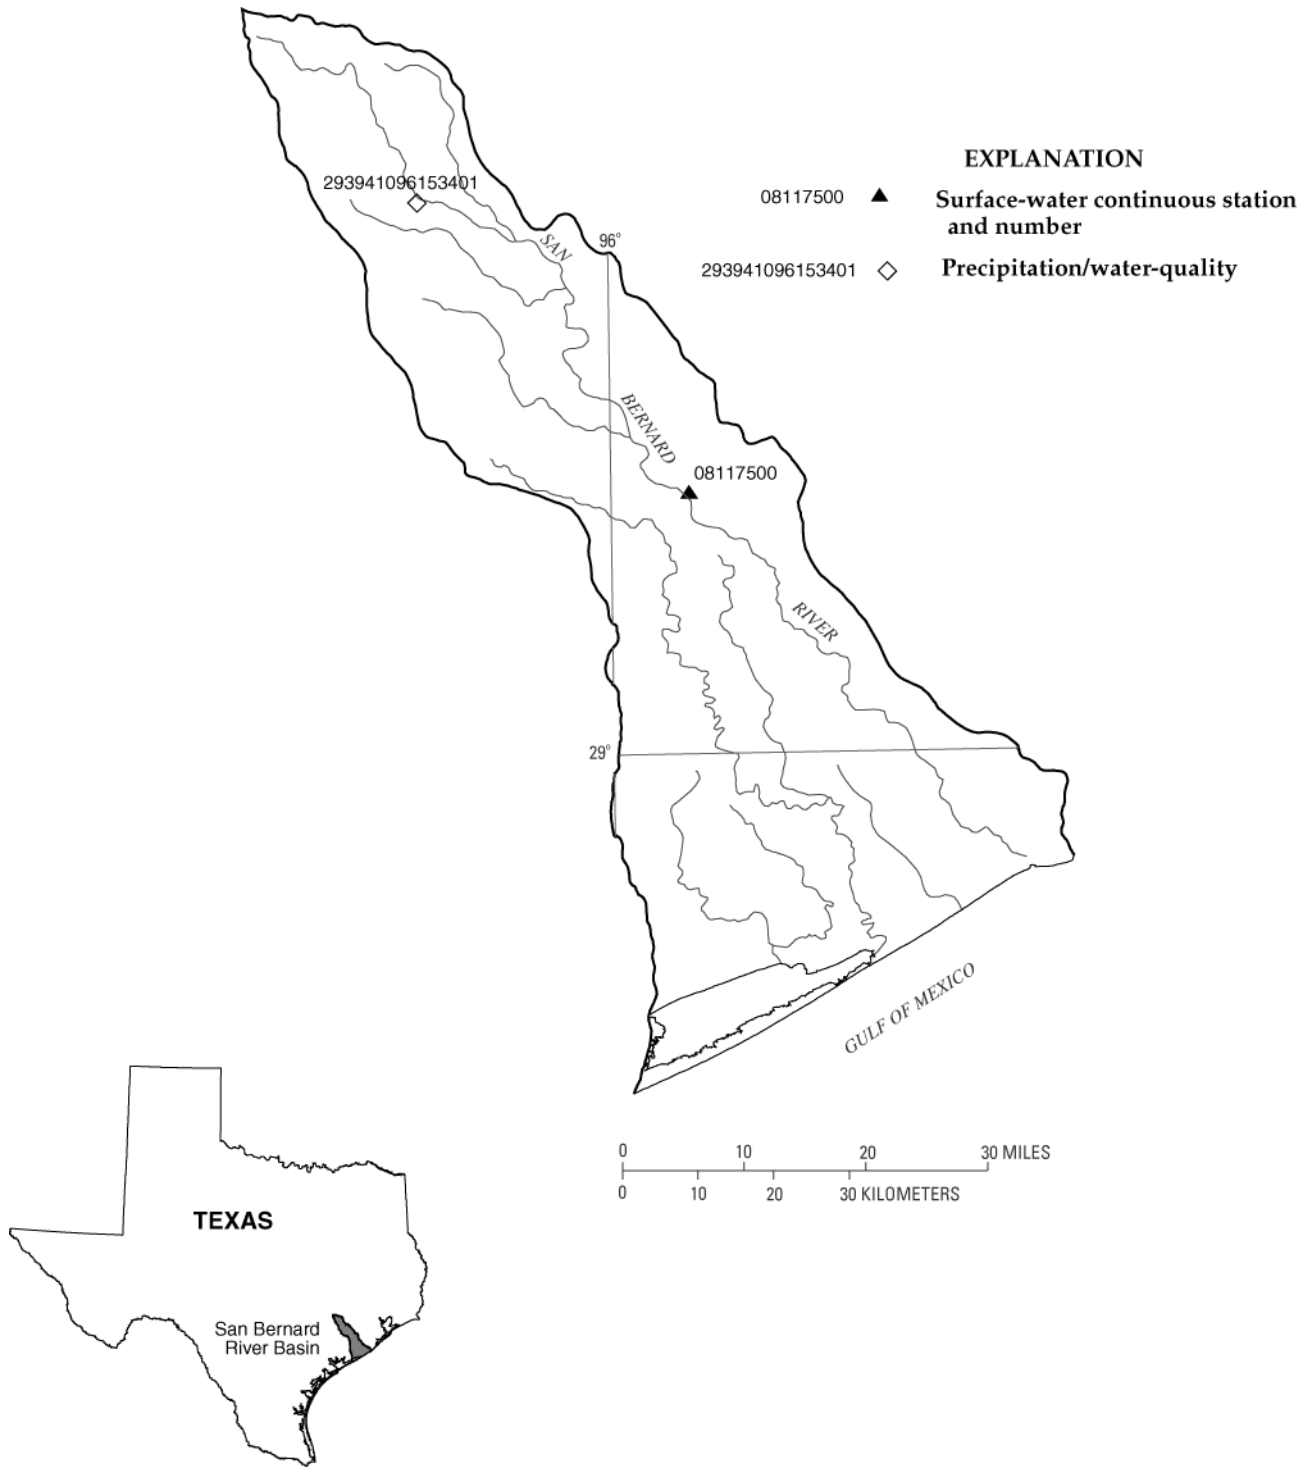 EXPLANATION
08117500 Surface-water continuous station
and number
293941096153401 Precipitation/water-quality
293941096153401
SAN
96°
BERNARD
08117500
RIVER
29°
GULF OF MEXICO
0 10 20 30 MILES
0 10 20 30 KILOMETERS
TEXAS
San Bernard
River Basin